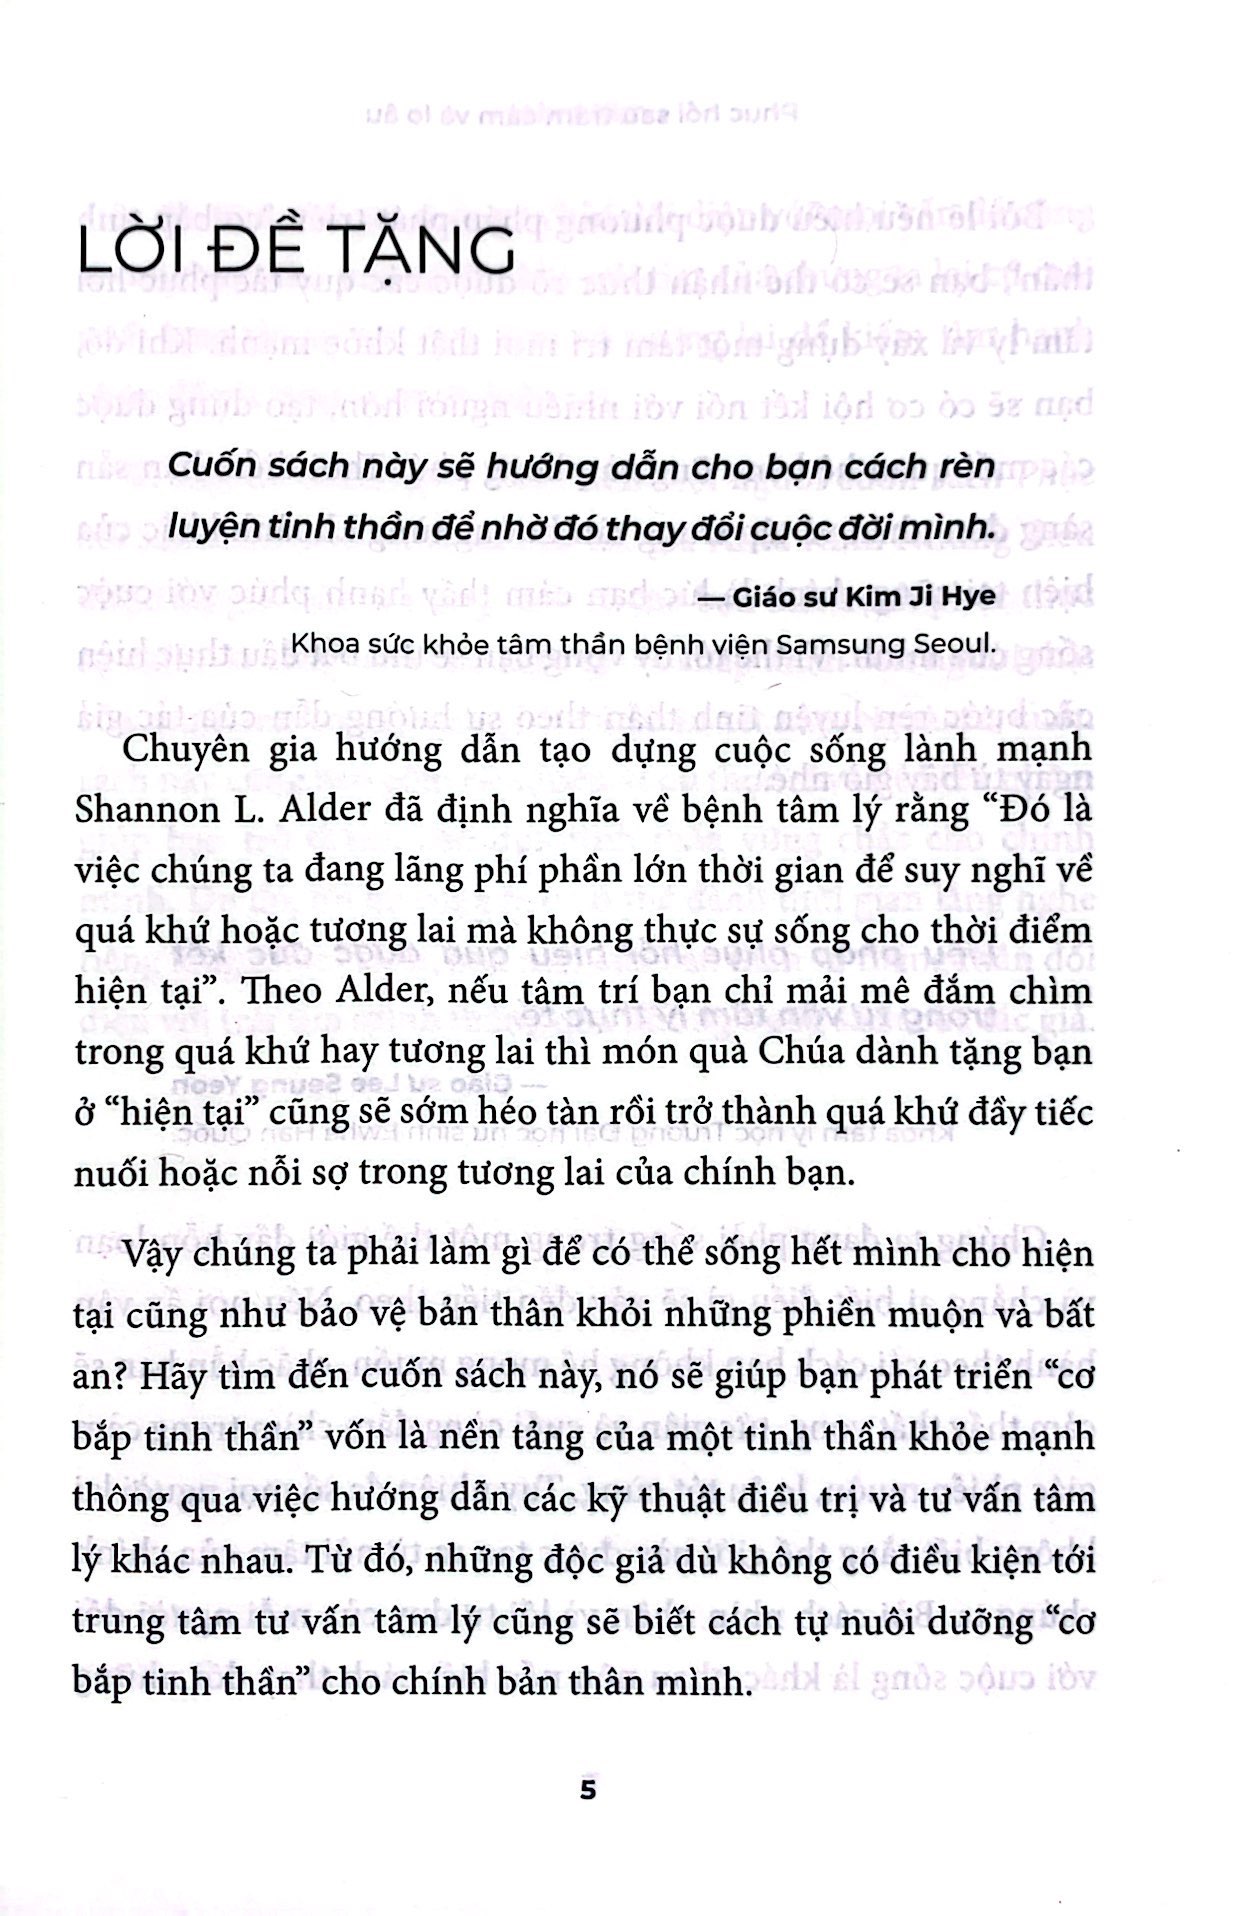 LỜI ĐỀ TẶNG
Cuốn sách này sẽ hướng dẫn cho bạn cách rèn
luyện tinh thần để nhờ đó thay đổi cuộc đời mình.
— Giáo sư Kim Ji Hye
Khoa sức khỏe tâm thần bệnh viện Samsung Seoul.
Chuyên gia hướng dẫn tạo dựng cuộc sống lành mạnh
Shannon L. Alder đã định nghĩa về bệnh tâm lý rằng “Đó là
việc chúng ta đang lãng phí phần lớn thời gian để suy nghĩ về
quá khứ hoặc tương lai mà không thực sự sống cho thời điểm
hiện tại”. Theo Alder, nếu tâm trí bạn chỉ mải mê đắm chìm
trong quá khứ hay tương lai thì món quà Chúa dành tặng bạn
ở “hiện tại” cũng sẽ sớm héo tàn rồi trở thành quá khứ đầy tiếc
nuối hoặc nỗi sợ trong tương lai của chính bạn.
Vậy chúng ta phải làm gì để có thể sống hết mình cho hiện
tại cũng như bảo vệ bản thân khỏi những phiền muộn và bất
an? Hãy tìm đến cuốn sách này, nó sẽ giúp bạn phát triển “cơ
bắp tinh thần” vốn là nền tảng của một tinh thần khỏe mạnh
thông qua việc hướng dẫn các kỹ thuật điều trị và tư vấn tâm
lý khác nhau. Từ đó, những độc giả dù không có điều kiện tới
trung tâm tư vấn tâm lý cũng sẽ biết cách tự nuôi dưỡng “cơ
bắp tinh thần” cho chính bản thân mình.
5